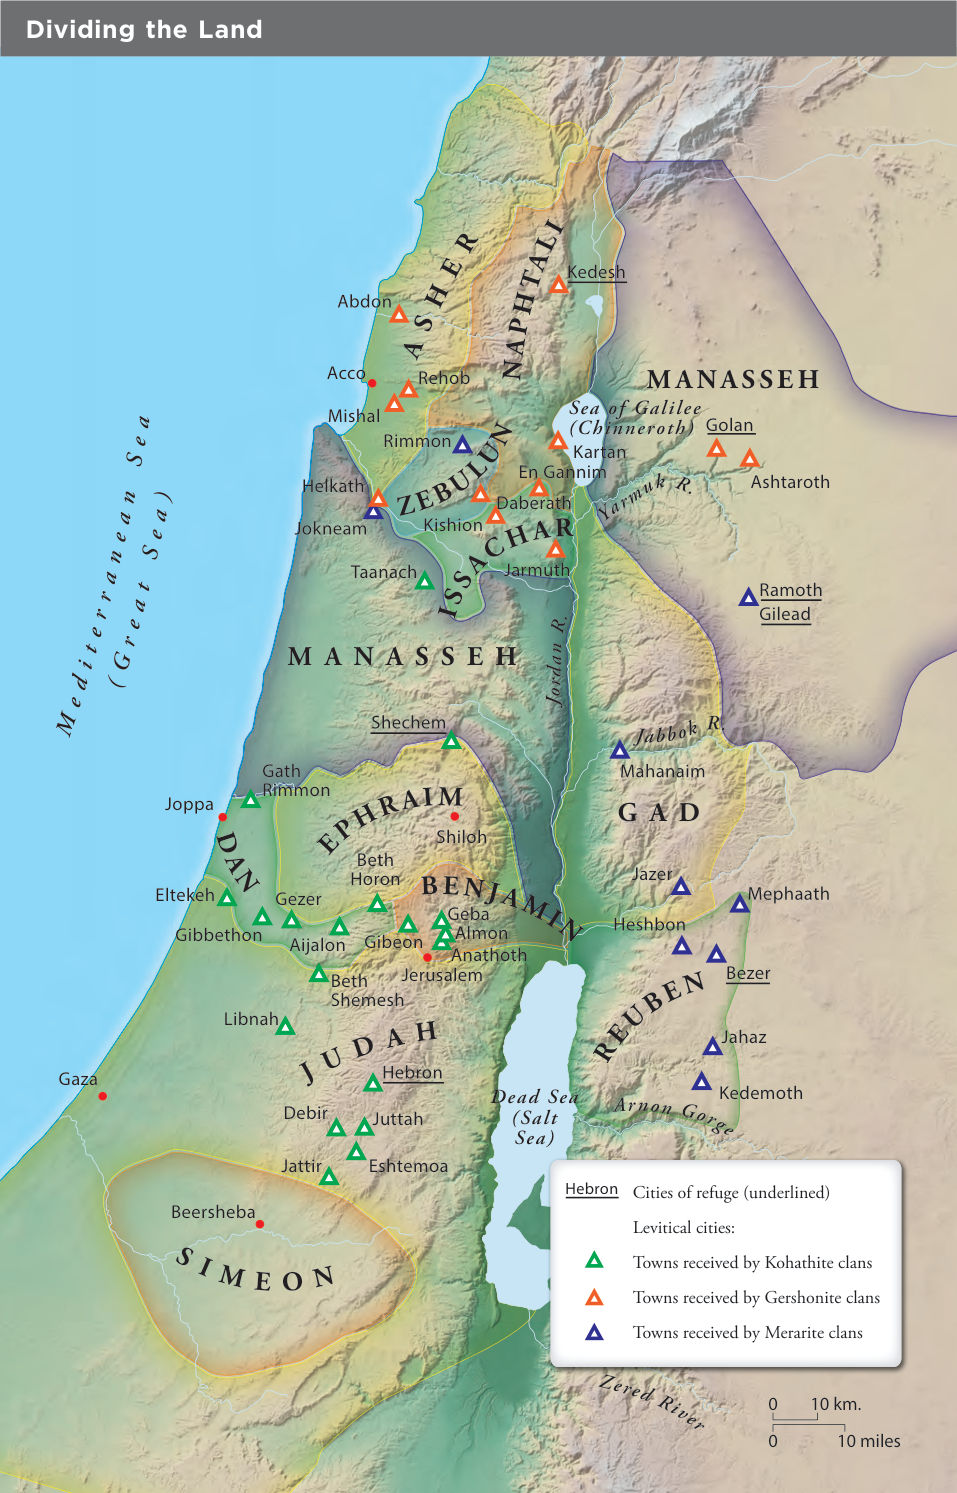 Dividing the Land
ASHER
NAPHTALI
Kedesh
Abdon
Acco
Rehob
Mishal
MANASSEH
Sea of Galilee
(Chinneroth)
Golan
Rimmon
Kartan
Ashtaroth
En Gannim
Helkath
ZEBULUN
Daberath
Yarmuk R.
Jokneam
Kishion
ISSACHAR
Taanach
Jarmuth
Ramoth
Gilead
Mediterranean Sea
(Great Sea)
MANASSEH
Jordan R.
Shechem
Jabbok R.
Mahanaim
Gath
Rimmon
Joppa
EPHRAIM
GAD
Shiloh
DAN
Beth
Horon
BENJAMIN
Jazer
Mephaath
Eltekeh
Gezer
Geba
Heshbon
Gibbethon
Aijalon
Gibeon
Almon
Anathoth
Jerusalem
Bezer
Beth
Shemesh
REUBEN
Libnah
JUDAH
Jahaz
Gaza
Hebron
Kedemoth
Dead Sea
(Salt
Sea)
Arnon Gorge
Debir
Juttah
Jattir
Eshtemoa
Beersheba
SIMEON
Hebron Cities of refuge (underlined)
Levitical cities:
Towns received by Kohathite clans
Towns received by Gershonite clans
Towns received by Merarite clans
Zered River
0 10 km.
0 10 miles